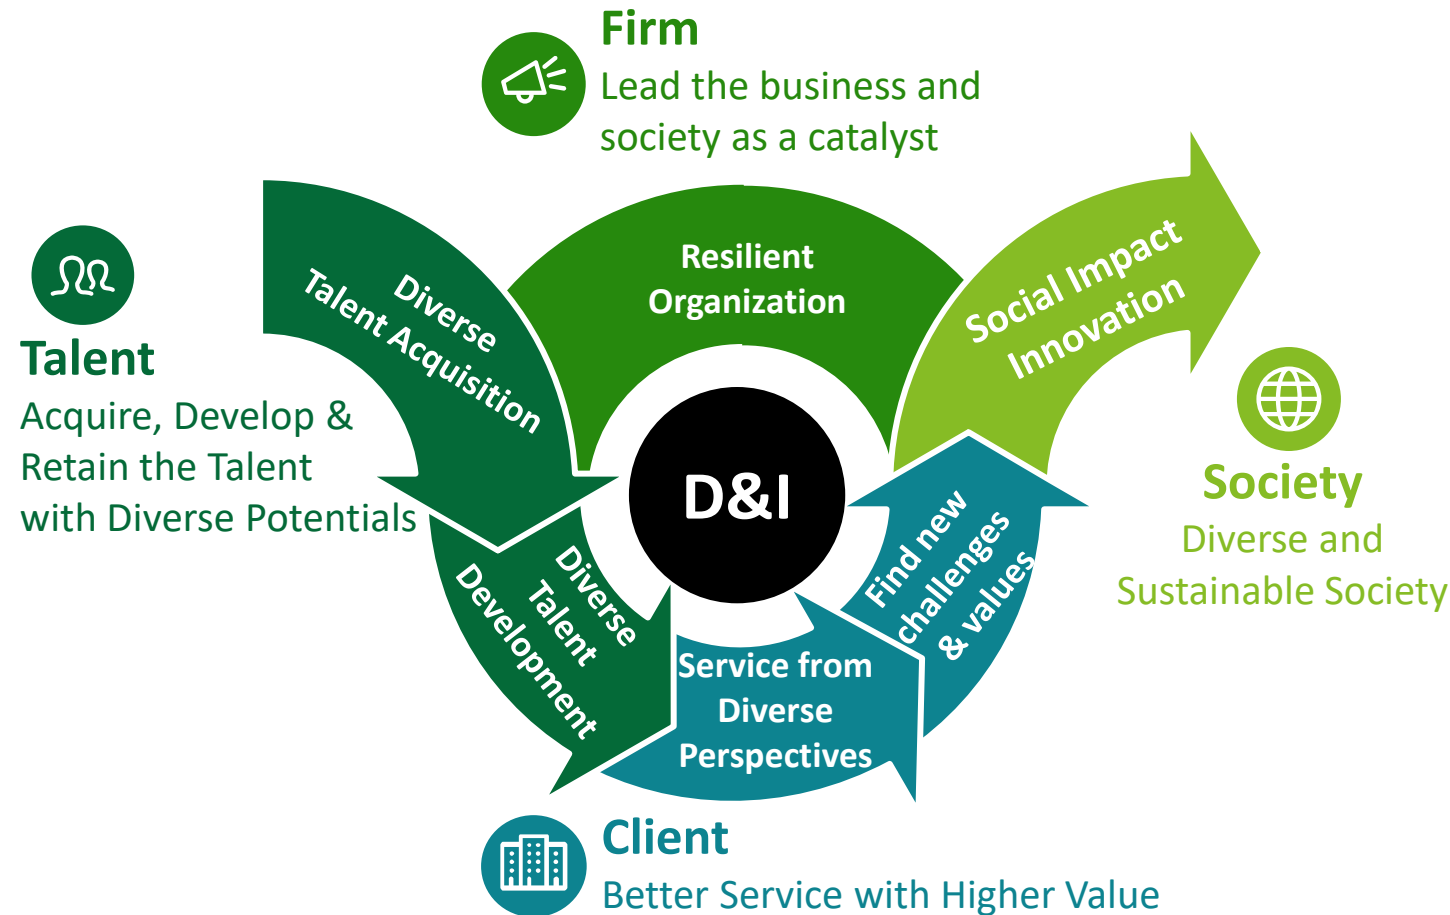 Firm
Lead the business and
society as a catalyst
Talent
Acquire, Develop &
Retain the Talent
with Diverse Potentials
Diverse
Talent Acquisition
Resilient
Organization
Social Impact
Innovation
D&I
Society
Diverse and
Sustainable Society
Diverse
Talent
Development
Service from
Diverse
Perspectives
Find new
challenges
& values
Client
Better Service with Higher Value